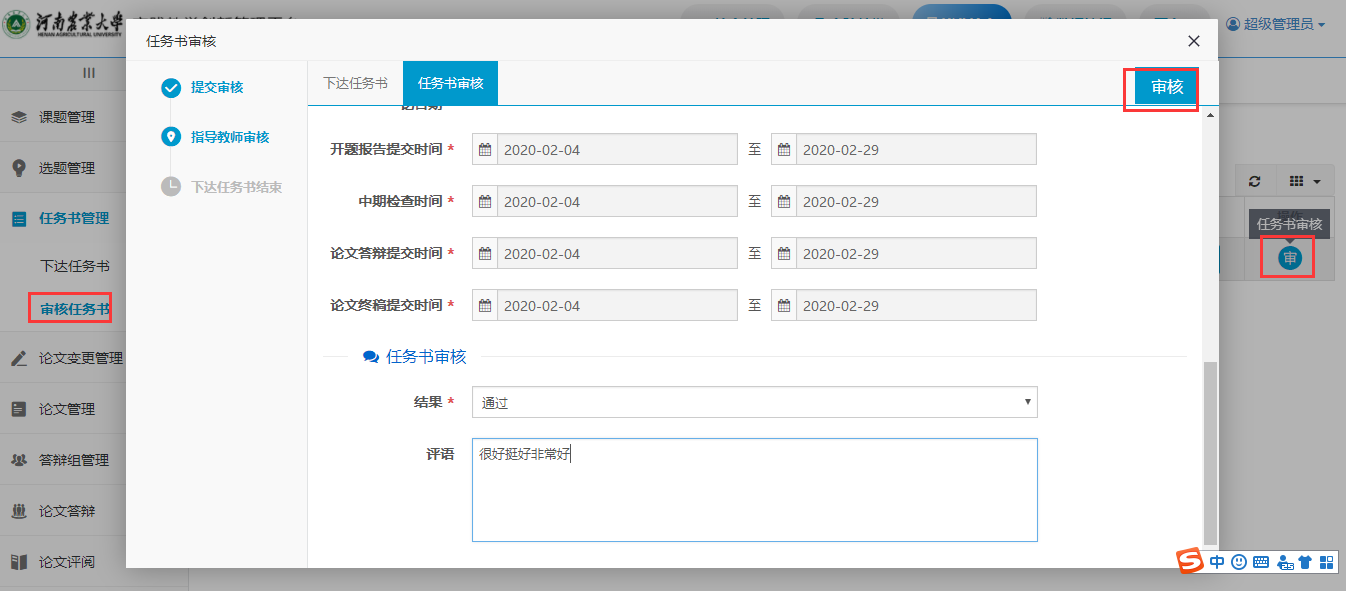 河南农业大学
HENAN AGRICULTURAL UNIVERSITY
超级管理员
任务书审核
课题管理
选题管理
任务书管理
下达任务书
审核任务书
论文变更管理
论文管理
答辩组管理
论文答辩
论文评阅
提交审核
指导教师审核
下达任务书结束
下达任务书
任务书审核
审核
开题报告提交时间 *
2020-02-04 至 2020-02-29
中期检查时间 *
2020-02-04 至 2020-02-29
论文答辩提交时间 *
2020-02-04 至 2020-02-29
论文终稿提交时间 *
2020-02-04 至 2020-02-29
任务书审核
结果 *
通过
评语
很好挺好非常好
任务书审核
审
中